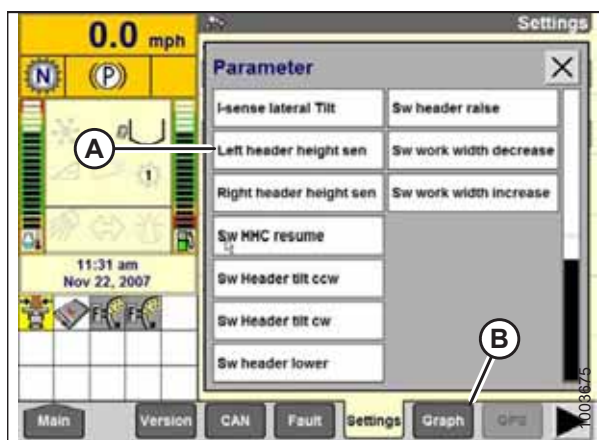 0.0 mph
Settings
N
(P)
Parameter
X
I-sense lateral Tilt
Sw header raise
A
Left header height sen
Sw work width decrease
1
Right header height sen
Sw work width increase
Sw HHC resume
11:31 am
Nov 22, 2007
Sw Header tilt ccw
Sw Header tilt cw
B
Sw header lower
Main
Version
CAN
Fault
Settings
Graph
GPS
1003675